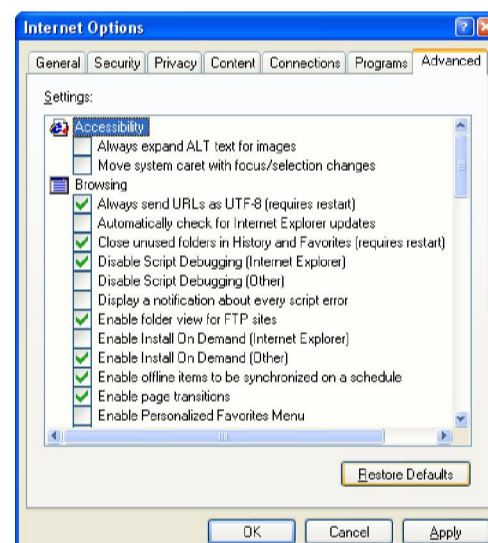 Internet Options
General Security Privacy Content Connections Programs Advanced
Settings:
Accessibility
Always expand ALT text for images
Move system caret with focus/selection changes
Browsing
Always send URLs as UTF-8 (requires restart)
Automatically check for Internet Explorer updates
Close unused folders in History and Favorites (requires restart)
Disable Script Debugging (Internet Explorer)
Disable Script Debugging (Other)
Display a notification about every script error
Enable folder view for FTP sites
Enable Install On Demand (Internet Explorer)
Enable Install On Demand (Other)
Enable offline items to be synchronized on a schedule
Enable page transitions
Enable Personalized Favorites Menu
Restore Defaults
OK Cancel Apply